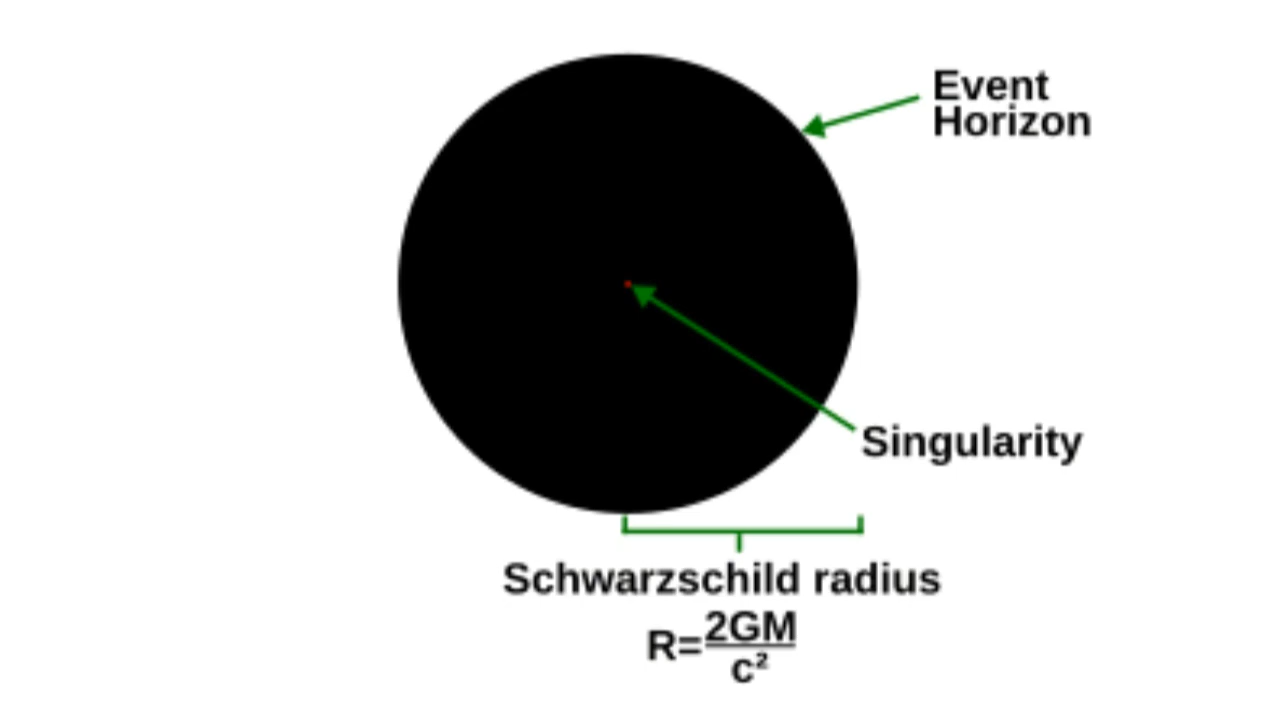 Event
Horizon
Singularity
Schwarzschild radius
R=2GM
c²